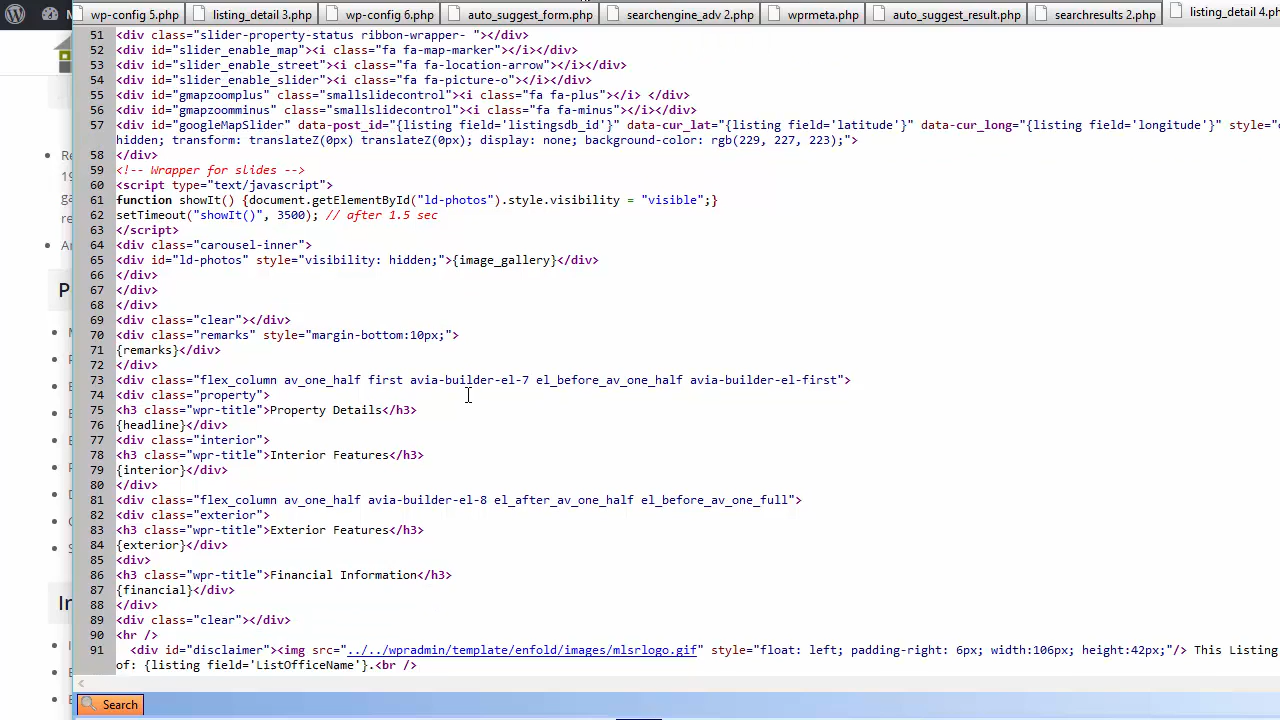 wp-config 5.php listing_detail 3.php wp-config 6.php auto_suggest_form.php searchengine_adv 2.php wprmeta.php auto_suggest_result.php searchresults 2.php listing_detail 4.ph
51 <div class="slider-property-status ribbon-wrapper- "></div>
52 <div id="slider_enable_map"><i class="fa fa-map-marker"></i></div>
53 <div id="slider_enable_street"><i class="fa fa-location-arrow"></i></div>
54 <div id="slider_enable_slider"><i class="fa fa-picture-o"></i></div>
55 <div id="gmapzoomplus" class="smallslidecontrol"><i class="fa fa-plus"></i> </div>
56 <div id="gmapzoomminus" class="smallslidecontrol"><i class="fa fa-minus"></i></div>
57 <div id="googleMapSlider" data-post_id="{listing field='listingsdb_id'}" data-cur_lat="{listing field='latitude'}" data-cur_long="{listing field='longitude'}" style="
hidden; transform: translateZ(0px) translateZ(0px); display: none; background-color: rgb(229, 227, 223);">
58 </div>
59 <!-- Wrapper for slides -->
60 <script type="text/javascript">
61 function showIt() {document.getElementById("ld-photos").style.visibility = "visible";}
62 setTimeout("showIt()", 3500); // after 1.5 sec
63 </script>
64 <div class="carousel-inner">
65 <div id="ld-photos" style="visibility: hidden;">{image_gallery}</div>
66 </div>
67 </div>
68 </div>
69 <div class="clear"></div>
70 <div class="remarks" style="margin-bottom:10px;">
71 {remarks}</div>
72 </div>
73 <div class="flex_column av_one_half first avia-builder-el-7 el_before_av_one_half avia-builder-el-first">
74 <div class="property">
75 <h3 class="wpr-title">Property Details</h3>
76 {headline}</div>
77 <div class="interior">
78 <h3 class="wpr-title">Interior Features</h3>
79 {interior}</div>
80 </div>
81 <div class="flex_column av_one_half avia-builder-el-8 el_after_av_one_half el_before_av_one_full">
82 <div class="exterior">
83 <h3 class="wpr-title">Exterior Features</h3>
84 {exterior}</div>
85 <div>
86 <h3 class="wpr-title">Financial Information</h3>
87 {financial}</div>
88 </div>
89 <div class="clear"></div>
90 <hr />
91 <div id="disclaimer"><img src="../../wpradmin/template/enfold/images/mlsrlogo.gif" style="float: left; padding-right: 6px; width:106px; height:42px;"/> This Listing
of: {listing field='ListOfficeName'}.<br />
Search